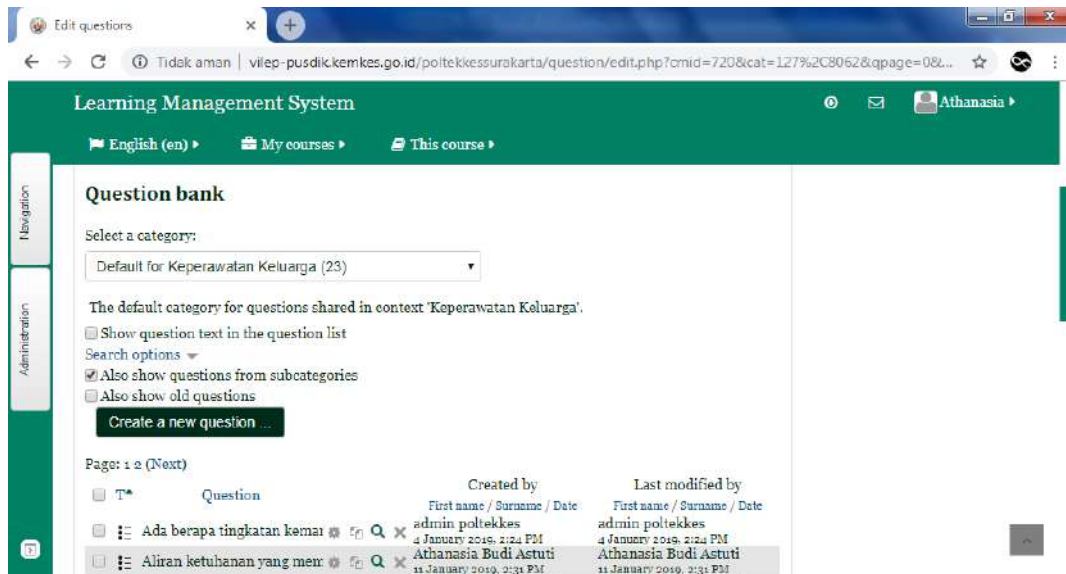 Edit questions
Tidak aman | vilep-pusdik.kemkes.go.id/poltekkessurakarta/question/edit.php?cmid=720&cat=127%2C8062&qpage=0&...
Learning Management System
Athanasia
English (en)
My courses
This course
Navigation
Administration
Question bank
Select a category:
Default for Keperawatan Keluarga (23)
The default category for questions shared in context 'Keperawatan Keluarga'.
Show question text in the question list
Search options
Also show questions from subcategories
Also show old questions
Create a new question ...
Page: 1 2 (Next)
T Question
Created by
First name / Surname / Date
Last modified by
First name / Surname / Date
Ada berapa tingkatan kemar
admin poltekkes
4 January 2019, 2:24 PM
admin poltekkes
4 January 2019, 2:24 PM
Aliran ketuhanan yang mem
Athanasia Budi Astuti
11 January 2019, 2:31 PM
Athanasia Budi Astuti
11 January 2019, 2:31 PM